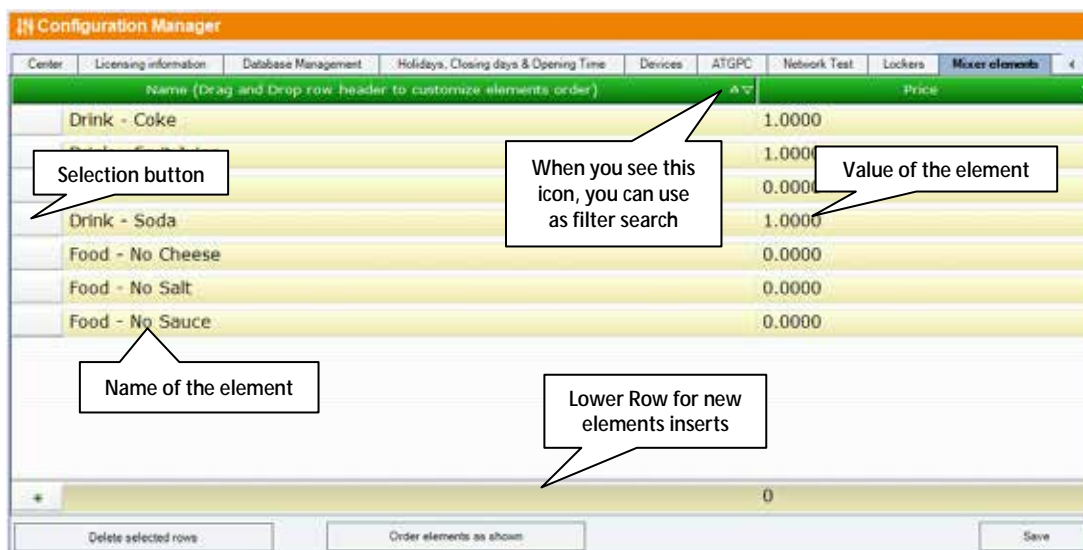 Configuration Manager
Center Licensing information Database Management Holidays, Closing days & Opening Time Devices ATGPC Network Test Lockers Mixer elements
Name (Drag and Drop row header to customize elements order) Price
Drink - Coke 1.0000
1.0000
Selection button
When you see this
icon, you can use
as filter search
Value of the element
0.0000
Drink - Soda 1.0000
Food - No Cheese 0.0000
Food - No Salt 0.0000
Food - No Sauce 0.0000
Name of the element
Lower Row for new
elements inserts
0
Delete selected rows Order elements as shown Save